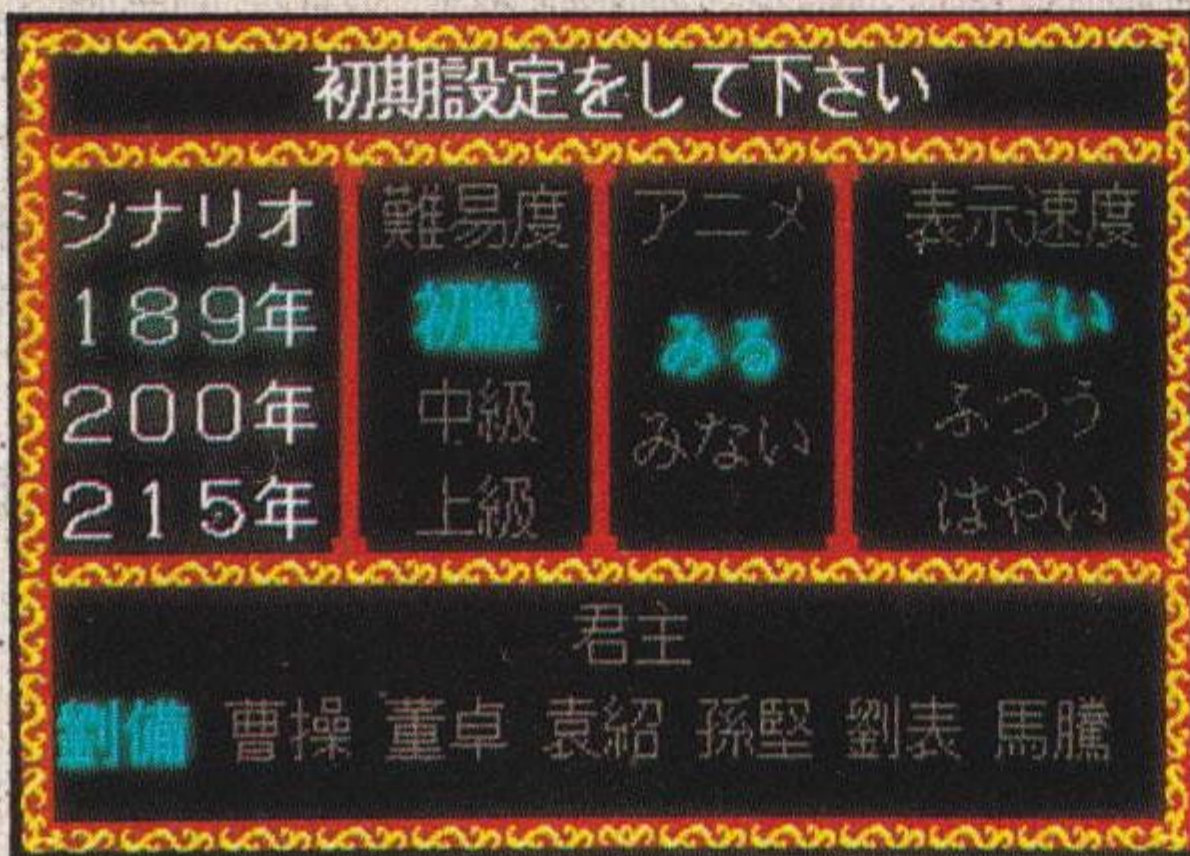 初期設定をして下さい
シナリオ
189年
200年
215年
難易度
初級
中級
上級
アニメ
みる
みない
表示速度
おそい
ふつう
はやい
君主
劉備 曹操 董卓 袁紹 孫堅 劉表 馬騰